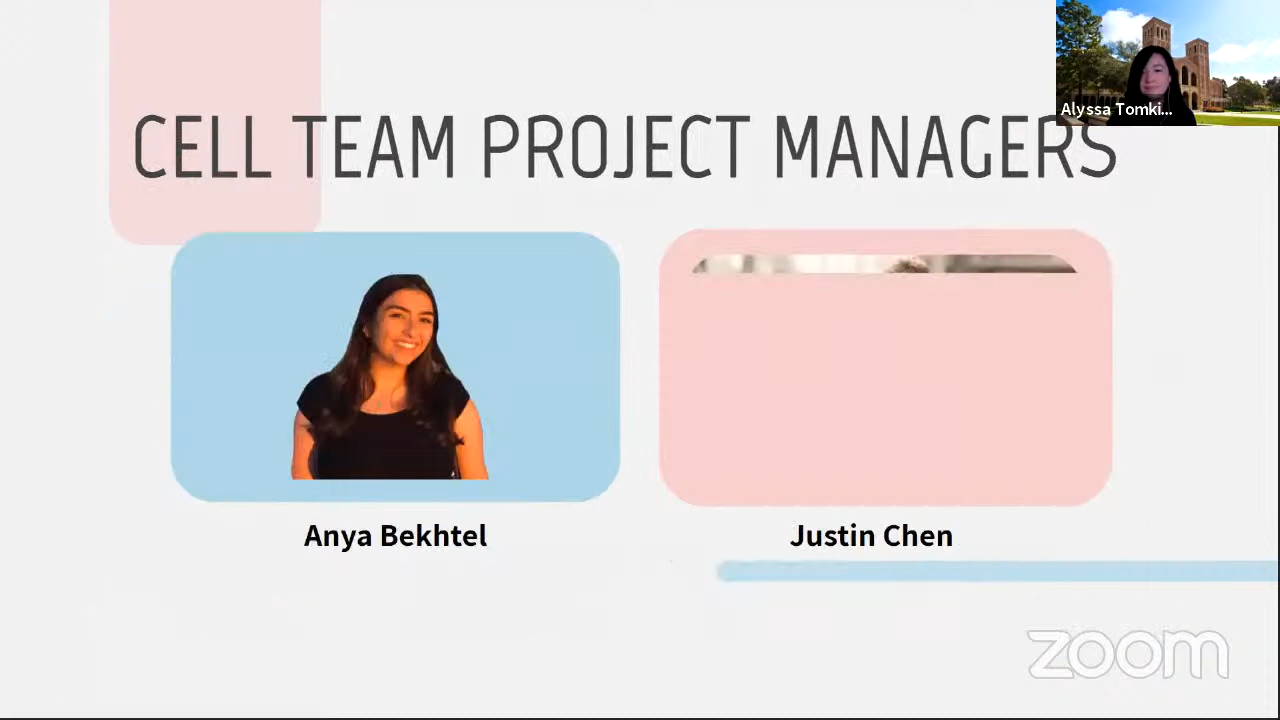 Alyssa Tomki...
CELL TEAM PROJECT MANAGERS
Anya Bekhtel
Justin Chen
zoom